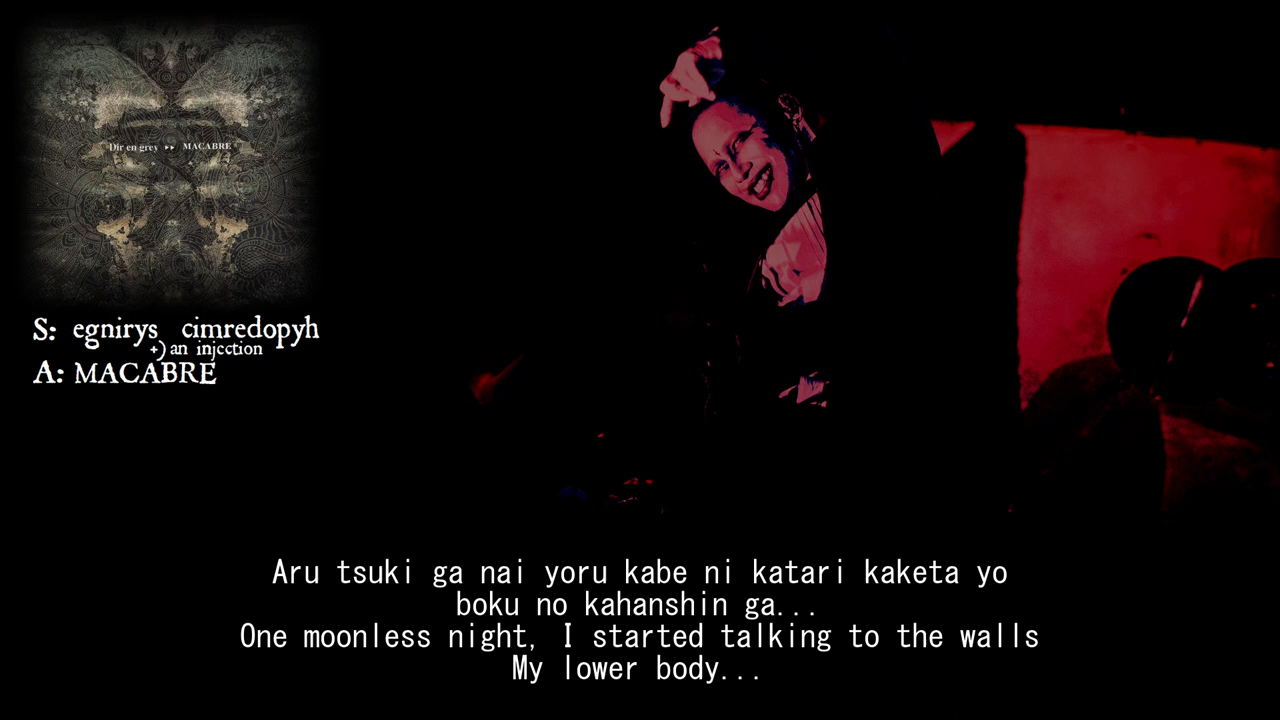 Dir en grey ▸▸ MACABRE
S: egnirys cimredopyh
+) an injection
A: MACABRE
Aru tsuki ga nai yoru kabe ni katari kaketa yo
boku no kahanshin ga...
One moonless night, I started talking to the walls
My lower body...